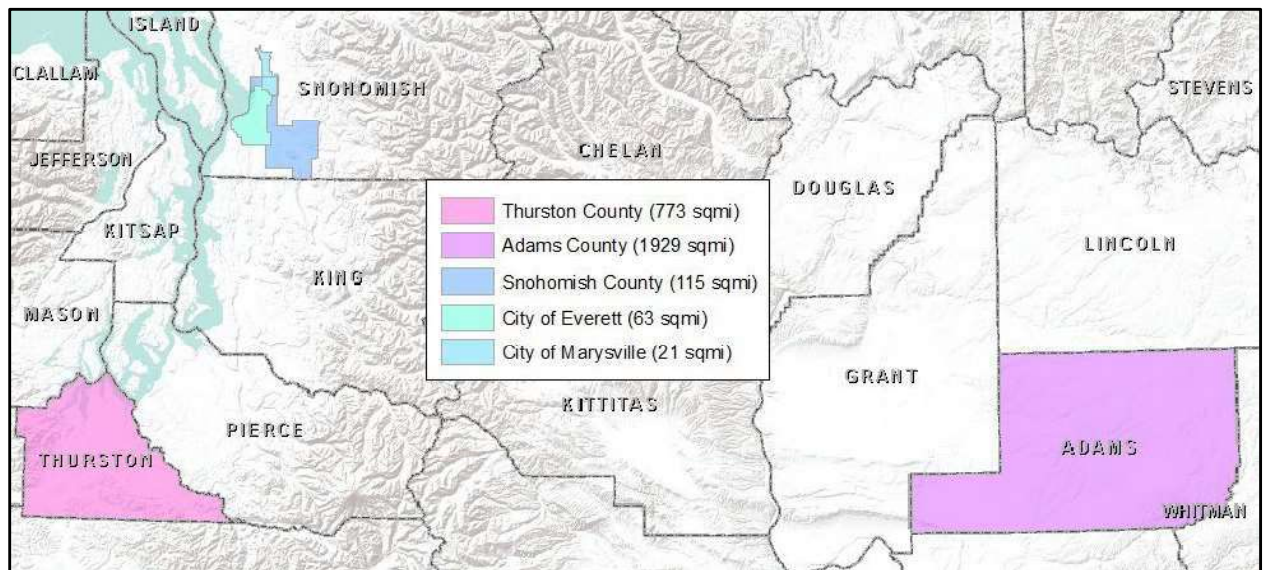 ISLAND
CLALLAM
SNOHOMISH
STEVENS
JEFFERSON
CHELAN
DOUGLAS
KITSAP
LINCOLN
KING
MASON
Thurston County (773 sqmi)
Adams County (1929 sqmi)
Snohomish County (115 sqmi)
City of Everett (63 sqmi)
City of Marysville (21 sqmi)
GRANT
KITTITAS
PIERCE
THURSTON
ADAMS
WHITMAN